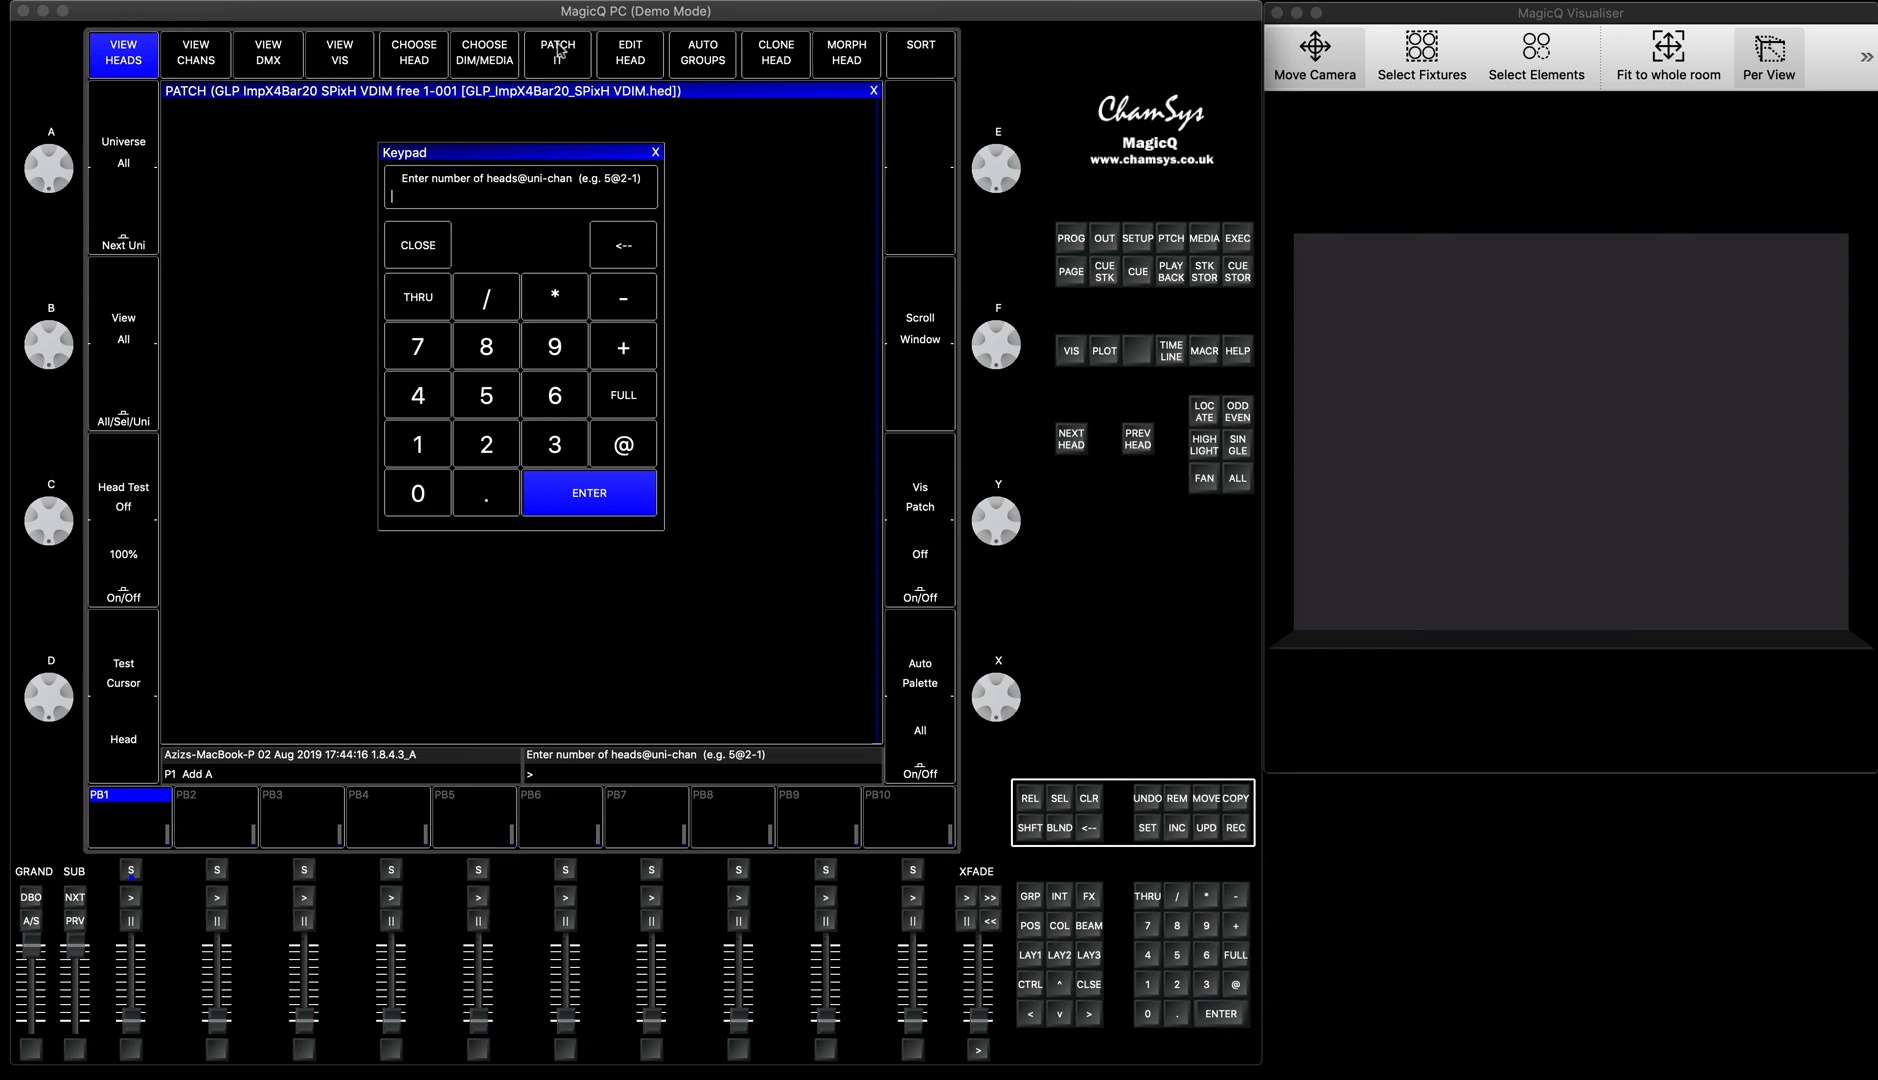 MagicQ PC (Demo Mode)
MagicQ Visualiser
VIEW HEADS
VIEW CHANS
VIEW DMX
VIEW VIS
CHOOSE HEAD
CHOOSE DIM/MEDIA
PATCH IT
EDIT HEAD
AUTO GROUPS
CLONE HEAD
MORPH HEAD
SORT
Move Camera
Select Fixtures
Select Elements
Fit to whole room
Per View
»
PATCH (GLP ImpX4Bar20 SPixH VDIM free 1-001 [GLP_ImpX4Bar20_SPixH VDIM.hed])
X
A
Universe
All
Next Uni
B
View
All
All/Sel/Uni
C
Head Test
Off
100%
On/Off
D
Test
Cursor
Head
Keypad
X
Enter number of heads@uni-chan (e.g. 5@2-1)
CLOSE
<--
THRU / * -
7 8 9 +
4 5 6 FULL
1 2 3 @
0 . ENTER
Scroll
Window
Vis
Patch
Off
On/Off
Auto
Palette
All
On/Off
E
F
Y
X
ChamSys
MagicQ
www.chamsys.co.uk
PROG OUT SETUP PTCH MEDIA EXEC
PAGE CUE STK CUE PLAY BACK STK STOR CUE STOR
VIS PLOT TIME LINE MACR HELP
NEXT HEAD
PREV HEAD
LOC ATE
ODD EVEN
HIGH LIGHT
SIN GLE
FAN ALL
Azizs-MacBook-P 02 Aug 2019 17:44:16 1.8.4.3_A
Enter number of heads@uni-chan (e.g. 5@2-1)
P1 Add A
>
PB1 PB2 PB3 PB4 PB5 PB6 PB7 PB8 PB9 PB10
REL SEL CLR UNDO REM MOVE COPY
SHFT BLND <-- SET INC UPD REC
GRAND SUB S S S S S S S S S S XFADE
DBO NXT > > > > > > > > > > > >>
A/S PRV || || || || || || || || || || || <<
GRP INT FX THRU / * -
POS COL BEAM 7 8 9 +
LAY1 LAY2 LAY3 4 5 6 FULL
CTRL ^ CLSE 1 2 3 @
< v > 0 . ENTER
>